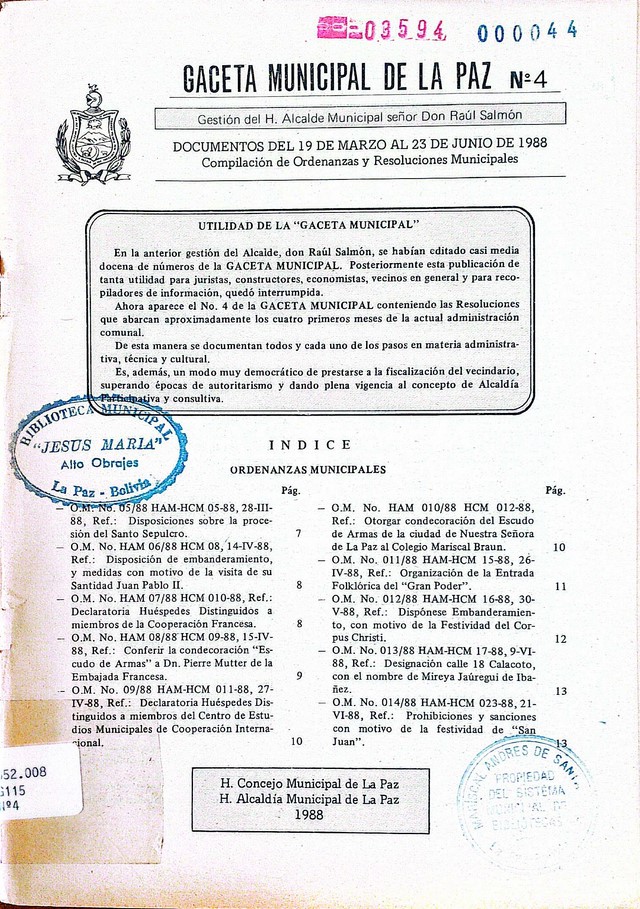 03594 000044
GACETA MUNICIPAL DE LA PAZ Nº 4
Gestión del H. Alcalde Municipal señor Don Raúl Salmón
DOCUMENTOS DEL 19 DE MARZO AL 23 DE JUNIO DE 1988
Compilación de Ordenanzas y Resoluciones Municipales
UTILIDAD DE LA "GACETA MUNICIPAL"
En la anterior gestión del Alcalde, don Raúl Salmón, se habían editado casi media
docena de números de la GACETA MUNICIPAL. Posteriormente esta publicación de
tanta utilidad para juristas, constructores, economistas, vecinos en general y para reco-
piladores de información, quedó interrumpida.
Ahora aparece el No. 4 de la GACETA MUNICIPAL conteniendo las Resoluciones
que abarcan aproximadamente los cuatro primeros meses de la actual administración
comunal.
De esta manera se documentan todos y cada uno de los pasos en materia administra-
tiva, técnica y cultural.
Es, además, un modo muy democrático de prestarse a la fiscalización del vecindario,
superando épocas de autoritarismo y dando plena vigencia al concepto de Alcaldía
Participativa y consultiva.
BIBLIOTECA MUNICIPAL
"JESUS MARIA"
Alto Obrajes
La Paz - Bolivia
INDICE
ORDENANZAS MUNICIPALES
Pág.
— O.M. No. 05/88 HAM-HCM 05-88, 28-III-
88, Ref.: Disposiciones sobre la proce-
sión del Santo Sepulcro. 7
— O.M. No. HAM 06/88 HCM 08, 14-IV-88,
Ref.: Disposición de embanderamiento,
y medidas con motivo de la visita de su
Santidad Juan Pablo II. 8
— O.M. HAM 07/88 HCM 010-88, Ref.:
Declaratoria Huéspedes Distinguidos a
miembros de la Cooperación Francesa. 8
— O.M. No. HAM 08/88 HCM 09-88, 15-IV-
88, Ref.: Conferir la condecoración "Es-
cudo de Armas" a Dn. Pierre Mutter de la
Embajada Francesa. 9
— O.M. No. 09/88 HAM-HCM 011-88, 27-
IV-88, Ref.: Declaratoria Huéspedes Dis-
tinguidos a miembros del Centro de Estu-
dios Municipales de Cooperación Interna-
cional. 10
Pág.
— O.M. No. HAM 010/88 HCM 012-88,
Ref.: Otorgar condecoración del Escudo
de Armas de la ciudad de Nuestra Señora
de La Paz al Colegio Mariscal Braun. 10
— O.M. No. 011/88 HAM-HCM 15-88, 26-
IV-88, Ref.: Organización de la Entrada
Folklórica del "Gran Poder". 11
— O.M. No. 012/88 HAM-HCM 16-88, 30-
V-88, Ref.: Dispónese Embanderamien-
to, con motivo de la Festividad del Cor-
pus Christi. 12
— O.M. No. 013/88 HAM-HCM 17-88, 9-VI-
88, Ref.: Designación calle 18 Calacoto,
con el nombre de Mireya Jaúregui de Iba-
ñez. 13
— O.M. No. 014/88 HAM-HCM 023-88, 21-
VI-88, Ref.: Prohibiciones y sanciones
con motivo de la festividad de "San
Juan". 13
52.008
G115
Nº4
H. Concejo Municipal de La Paz
H. Alcaldía Municipal de La Paz
1988
MARISCAL ANDRES DE SANTA
PROPIEDAD
DEL SISTEMA
MUNICIPAL DE
BIBLIOTECAS